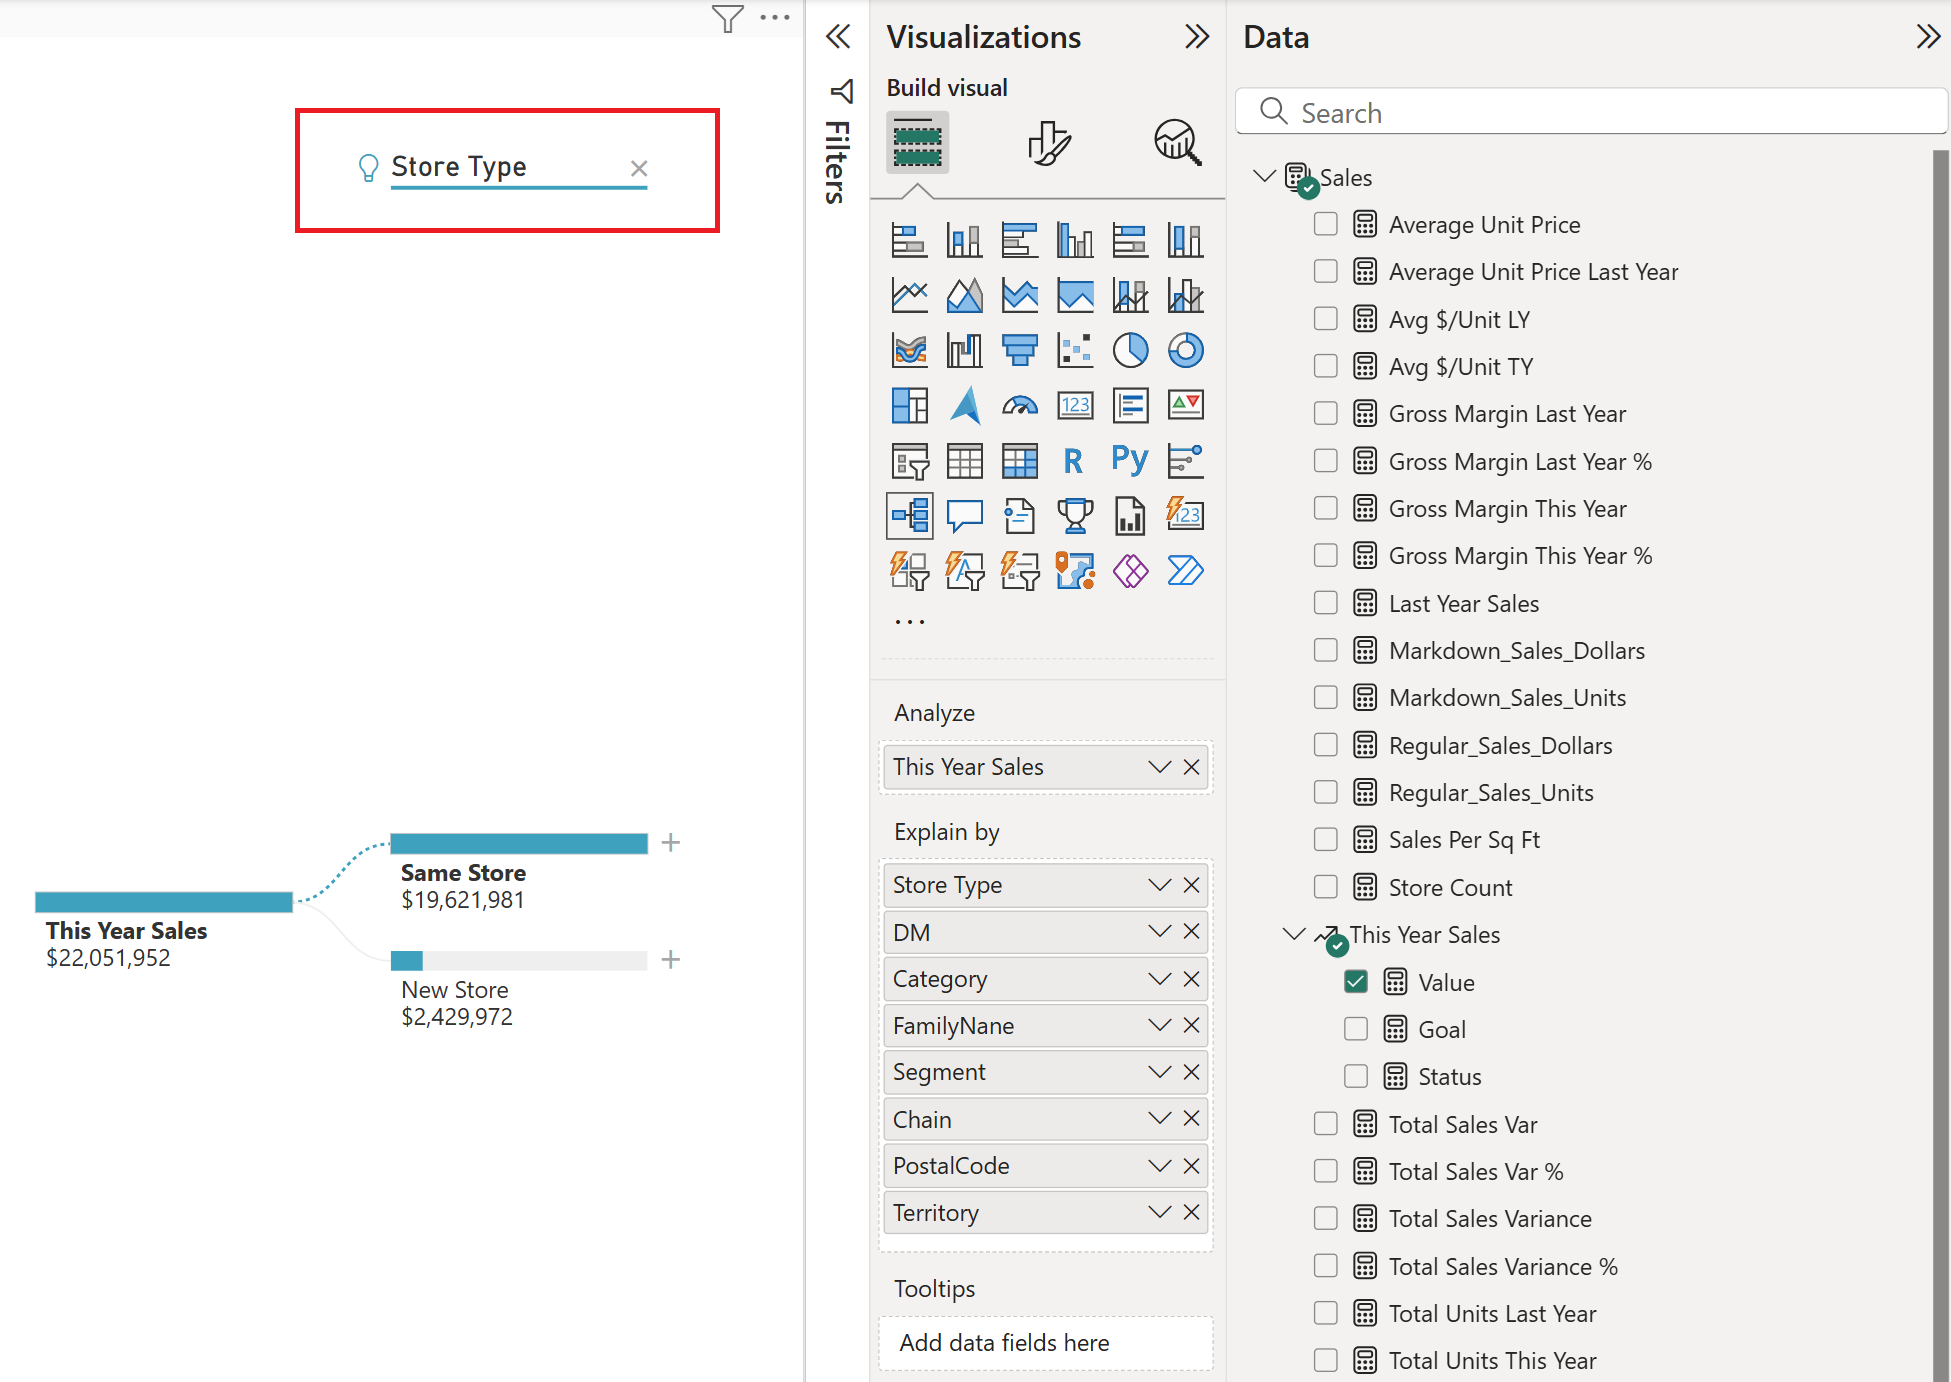 Store Type
This Year Sales
$22,051,952
Same Store
$19,621,981
New Store
$2,429,972
Filters
Visualizations
Build visual
123
R
Py
123
A
...
Analyze
This Year Sales
Explain by
Store Type
DM
Category
FamilyNane
Segment
Chain
PostalCode
Territory
Tooltips
Add data fields here
Data
Search
Sales
Average Unit Price
Average Unit Price Last Year
Avg $/Unit LY
Avg $/Unit TY
Gross Margin Last Year
Gross Margin Last Year %
Gross Margin This Year
Gross Margin This Year %
Last Year Sales
Markdown_Sales_Dollars
Markdown_Sales_Units
Regular_Sales_Dollars
Regular_Sales_Units
Sales Per Sq Ft
Store Count
This Year Sales
Value
Goal
Status
Total Sales Var
Total Sales Var %
Total Sales Variance
Total Sales Variance %
Total Units Last Year
Total Units This Year